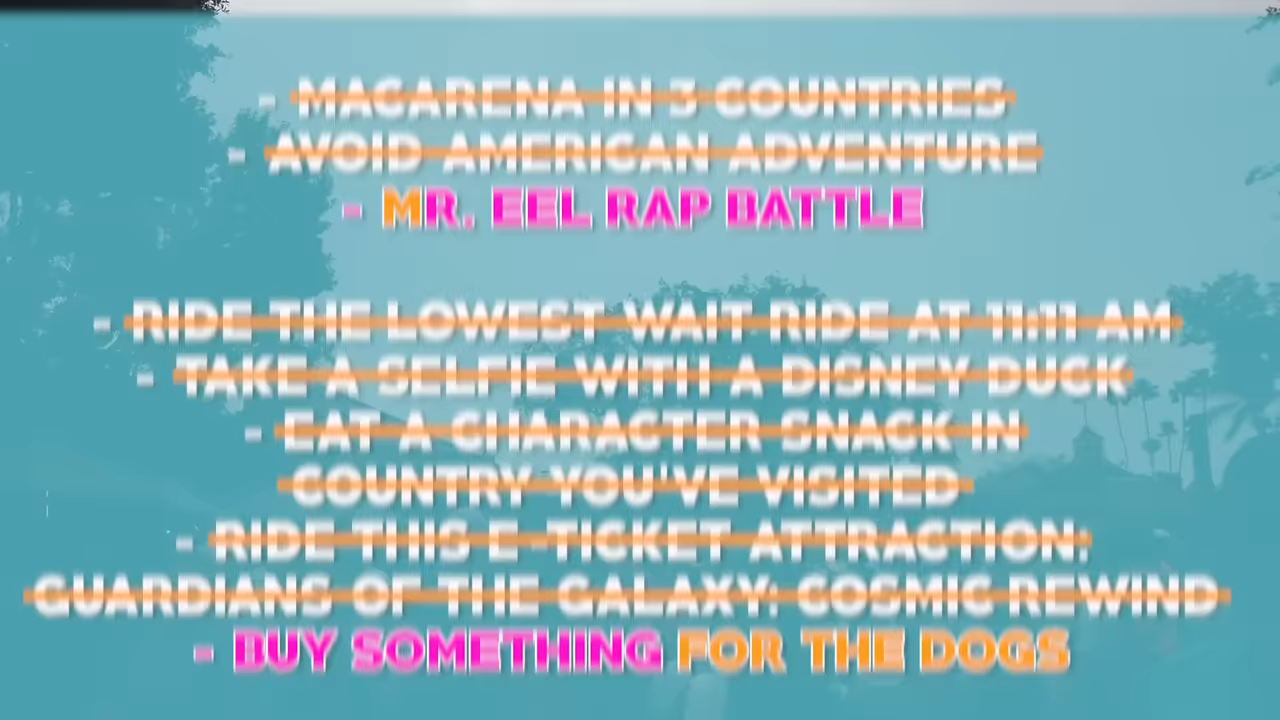 - MACARENA IN 3 COUNTRIES
- AVOID AMERICAN ADVENTURE
- MR. EEL RAP BATTLE
- RIDE THE LOWEST WAIT RIDE AT 11:11 AM
- TAKE A SELFIE WITH A DISNEY DUCK
- EAT A CHARACTER SNACK IN
COUNTRY YOU'VE VISITED
- RIDE THIS E-TICKET ATTRACTION:
GUARDIANS OF THE GALAXY: COSMIC REWIND
- BUY SOMETHING FOR THE DOGS